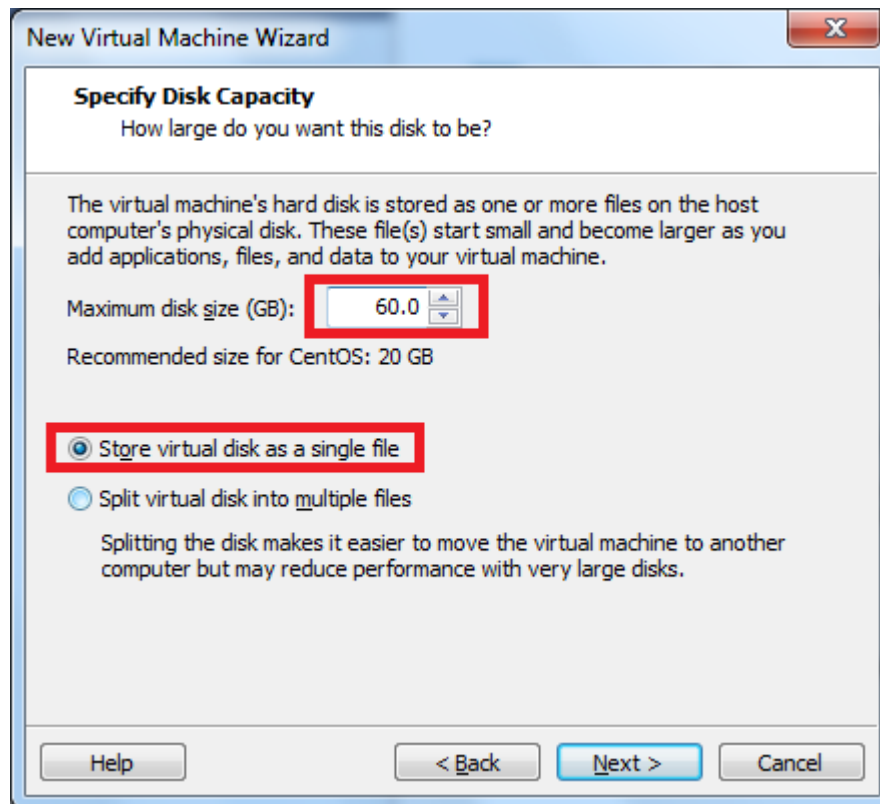 New Virtual Machine Wizard
Specify Disk Capacity
How large do you want this disk to be?
The virtual machine's hard disk is stored as one or more files on the host
computer's physical disk. These file(s) start small and become larger as you
add applications, files, and data to your virtual machine.
Maximum disk size (GB): 60.0
Recommended size for CentOS: 20 GB
Store virtual disk as a single file
Split virtual disk into multiple files
Splitting the disk makes it easier to move the virtual machine to another
computer but may reduce performance with very large disks.
Help < Back Next > Cancel